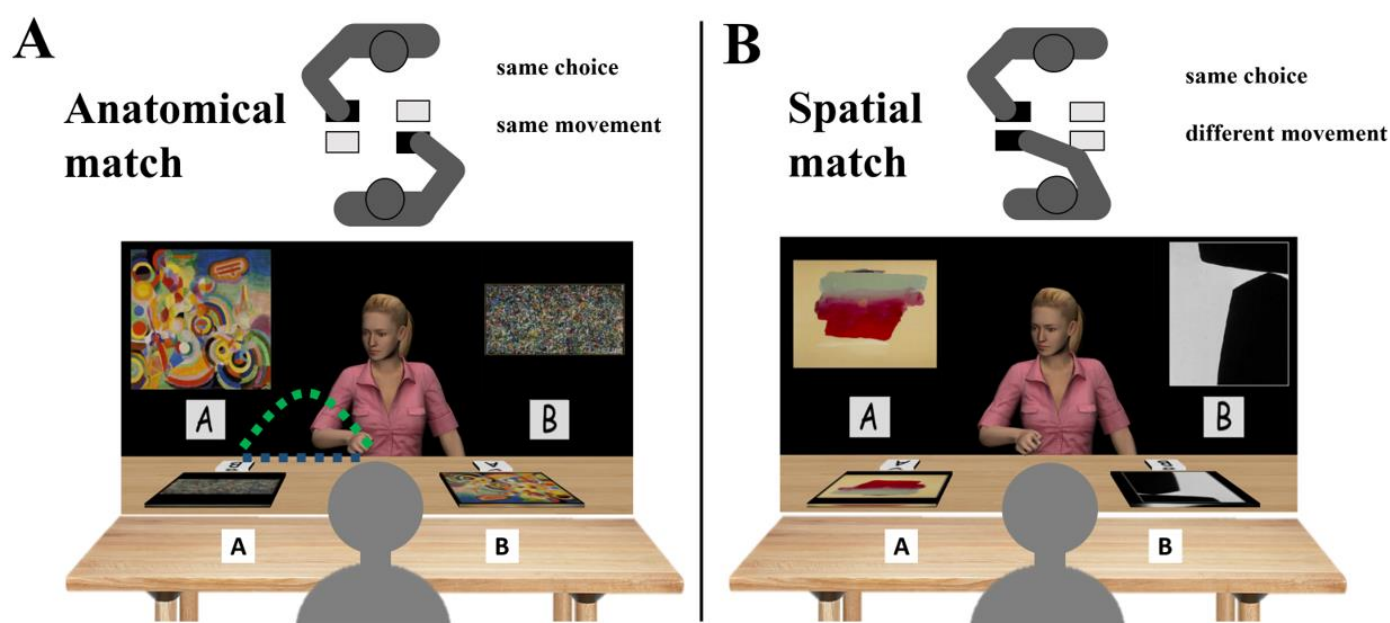 A
Anatomical
match
same choice
same movement
A
B
A
B
B
Spatial
match
same choice
different movement
A
B
A
B